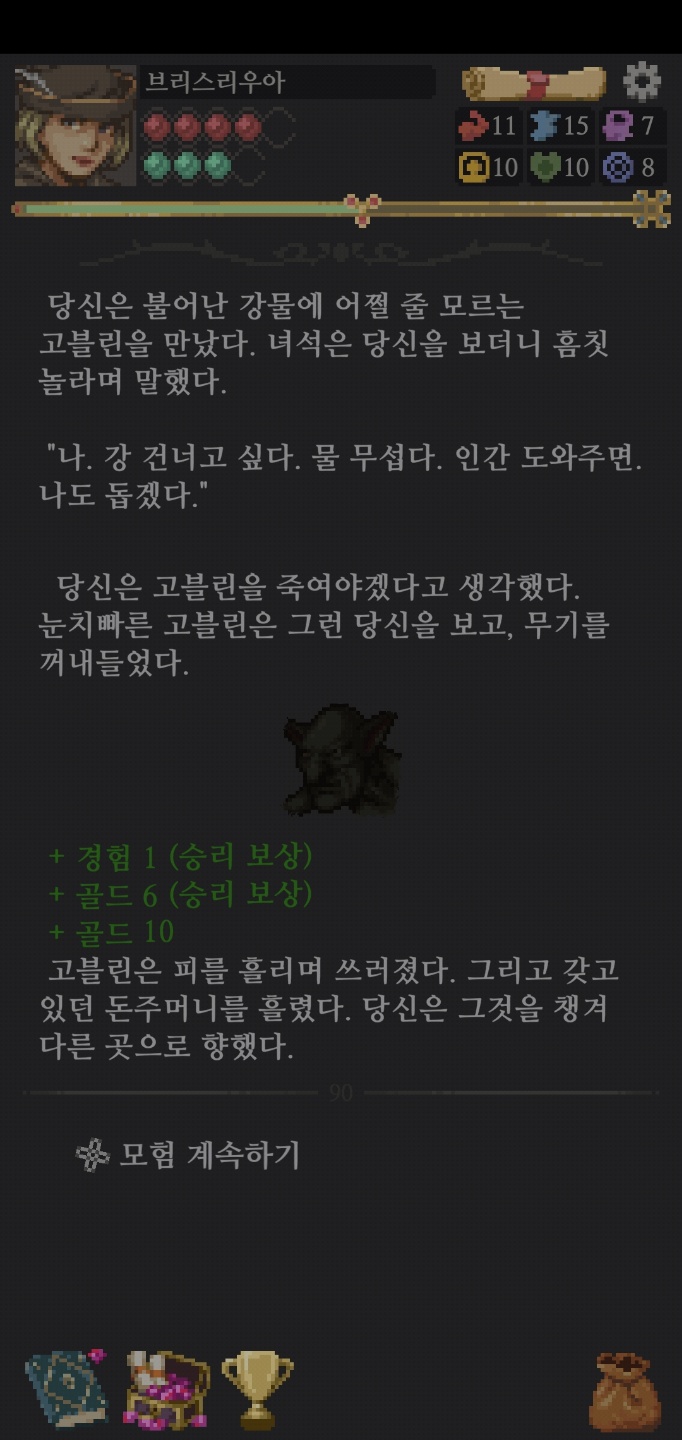 브리스리우아
11 15 7
10 10 8
당신은 불어난 강물에 어쩔 줄 모르는
고블린을 만났다. 녀석은 당신을 보더니 흠칫
놀라며 말했다.
"나. 강 건너고 싶다. 물 무섭다. 인간 도와주면.
나도 돕겠다."
당신은 고블린을 죽여야겠다고 생각했다.
눈치빠른 고블린은 그런 당신을 보고, 무기를
꺼내들었다.
+ 경험 1 (승리 보상)
+ 골드 6 (승리 보상)
+ 골드 10
고블린은 피를 흘리며 쓰러졌다. 그리고 갖고
있던 돈주머니를 흘렸다. 당신은 그것을 챙겨
다른 곳으로 향했다.
90
모험 계속하기